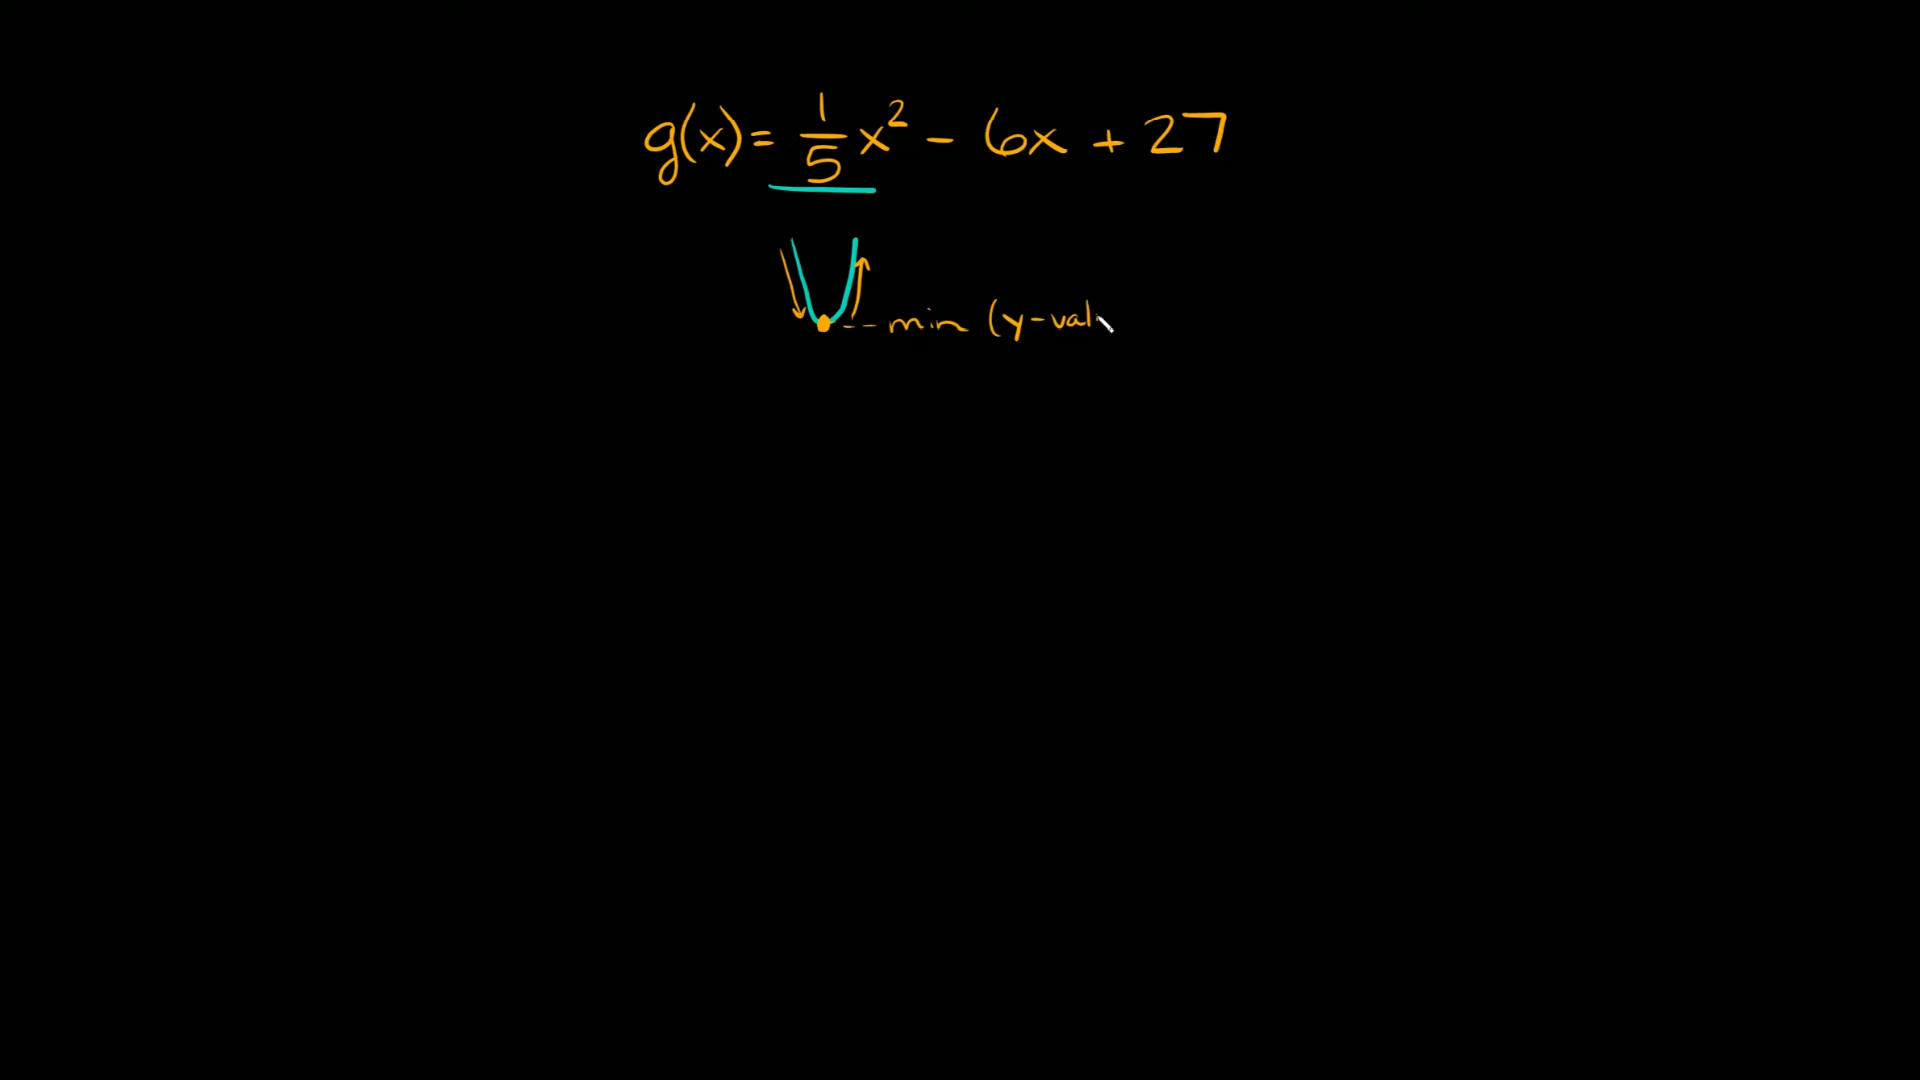 g(x) = 1/5 x² - 6x + 27
min (y-val